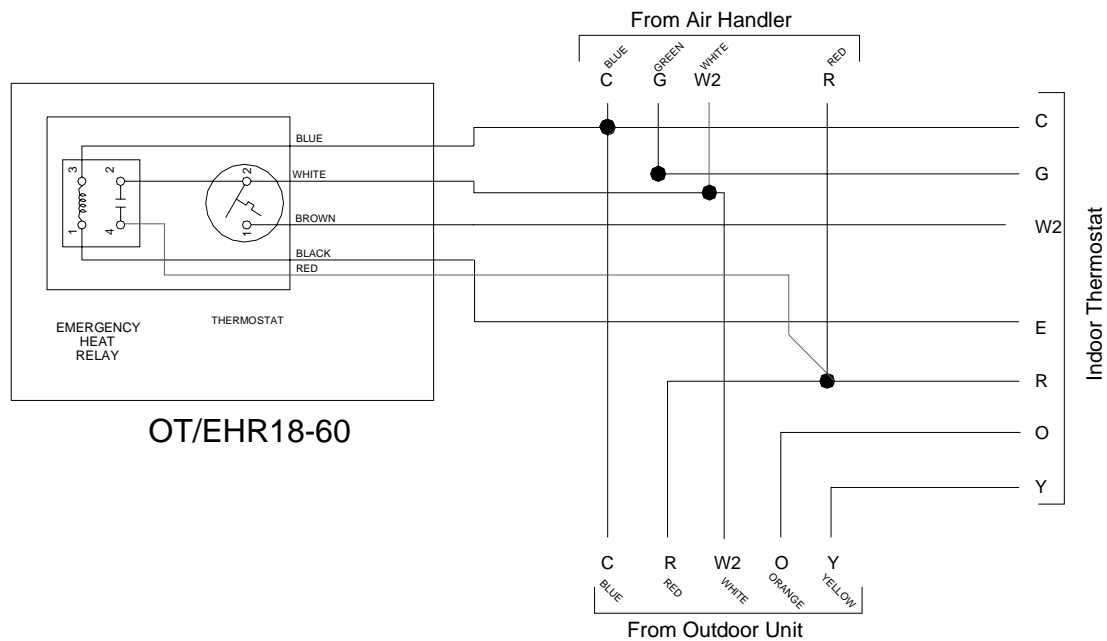 From Air Handler
BLUE GREEN WHITE RED
C G W2 R
C
G
W2
E
R
O
Y
Indoor Thermostat
BLUE
WHITE
BROWN
BLACK
RED
3 2 2
1 4 1
EMERGENCY
HEAT
RELAY
THERMOSTAT
OT/EHR18-60
C R W2 O Y
BLUE RED WHITE ORANGE YELLOW
From Outdoor Unit